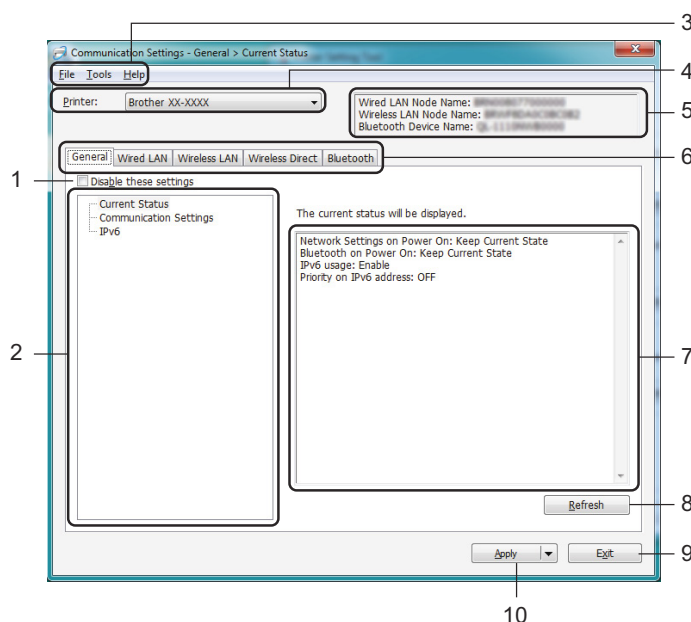 3
Communication Settings - General > Current Status
File Tools Help
4
Printer: Brother XX-XXXX
Wired LAN Node Name:
Wireless LAN Node Name:
Bluetooth Device Name:
5
General Wired LAN Wireless LAN Wireless Direct Bluetooth
6
1
Disable these settings
Current Status
Communication Settings
IPv6
2
The current status will be displayed.
Network Settings on Power On: Keep Current State
Bluetooth on Power On: Keep Current State
IPv6 usage: Enable
Priority on IPv6 address: OFF
7
Refresh
8
Apply Exit
9
10